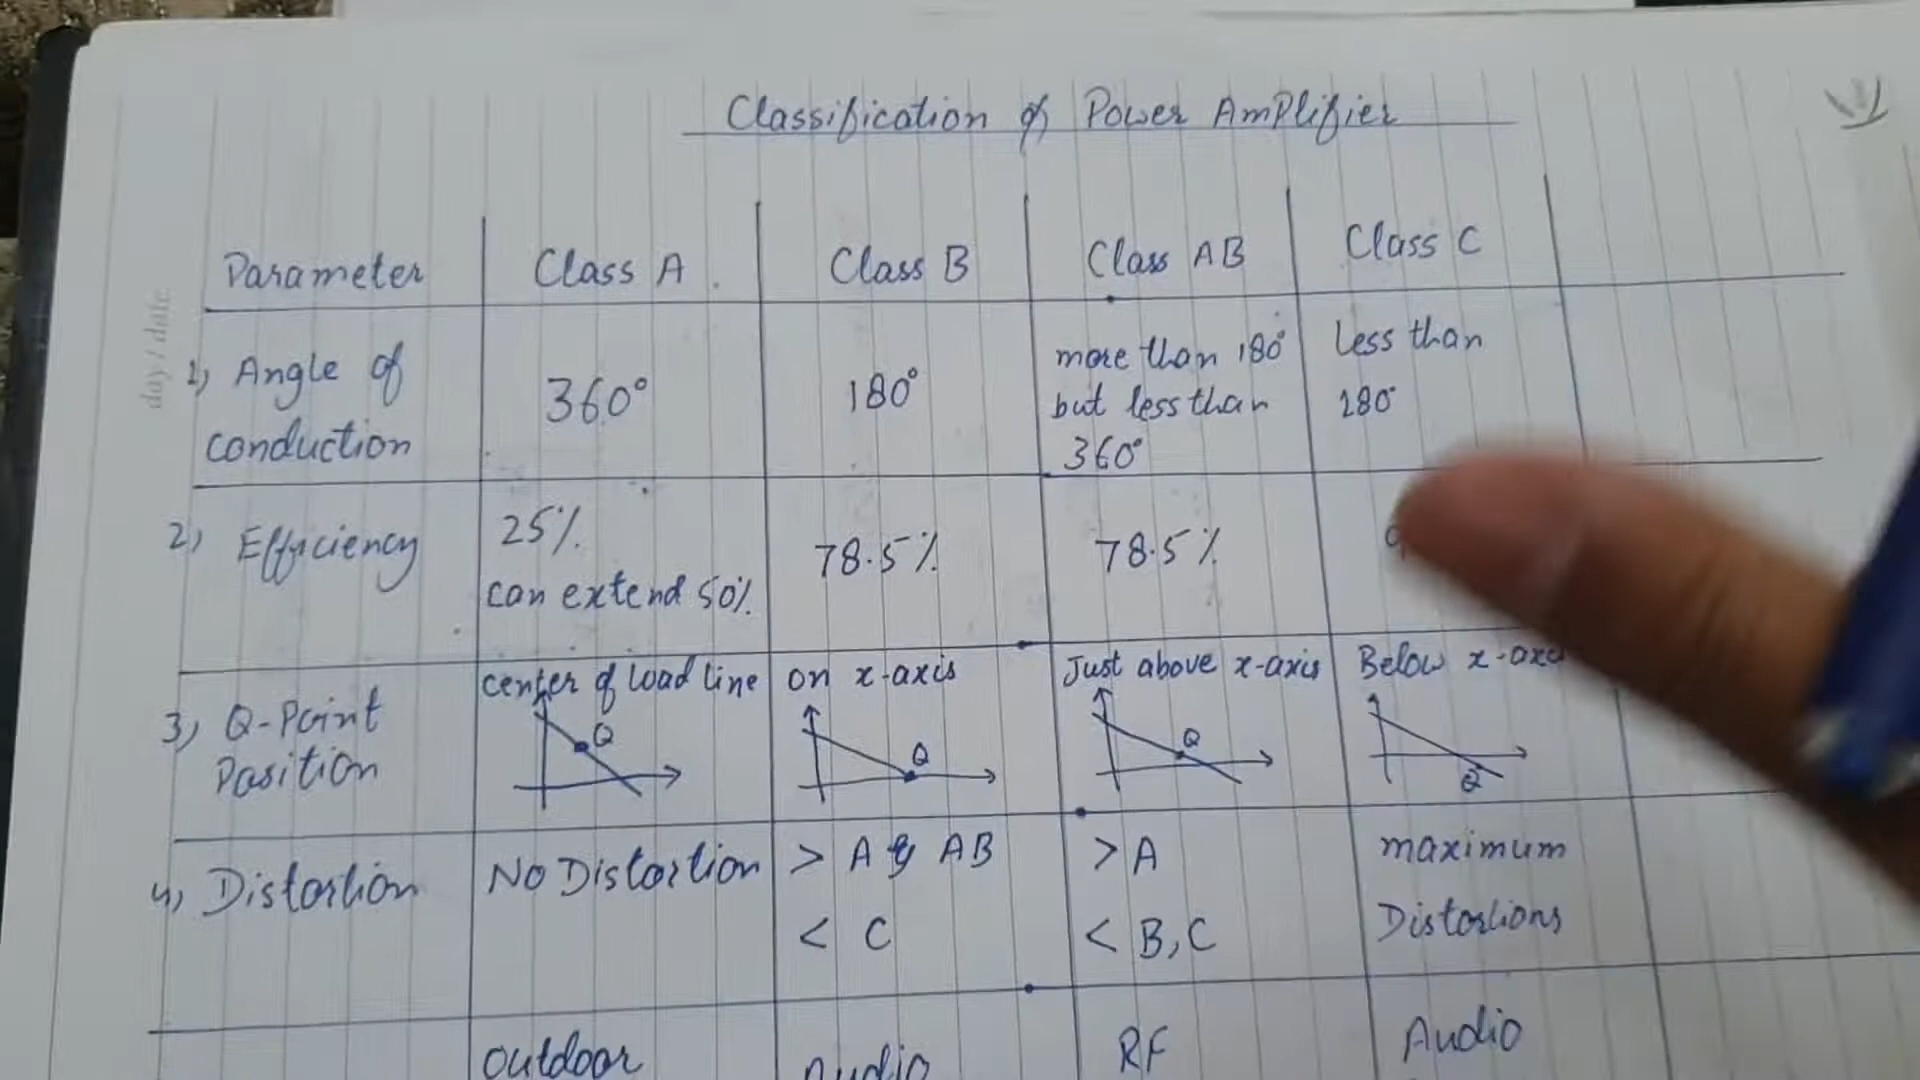 Classification of Power Amplifier
Parameter
Class A
Class B
Class AB
Class C
day / date
1) Angle of
conduction
360°
180°
more than 180°
but less than
360°
Less than
180°
2) Efficiency
25%
can extend 50%
78.5%
78.5%
3) Q-Point
Position
center of load line
Q
on x-axis
Q
Just above x-axis
Q
Below x-axis
Q
4) Distortion
No Distortion
> A & AB
< C
> A
< B, C
maximum
Distortions
outdoor
Audio
RF
Audio